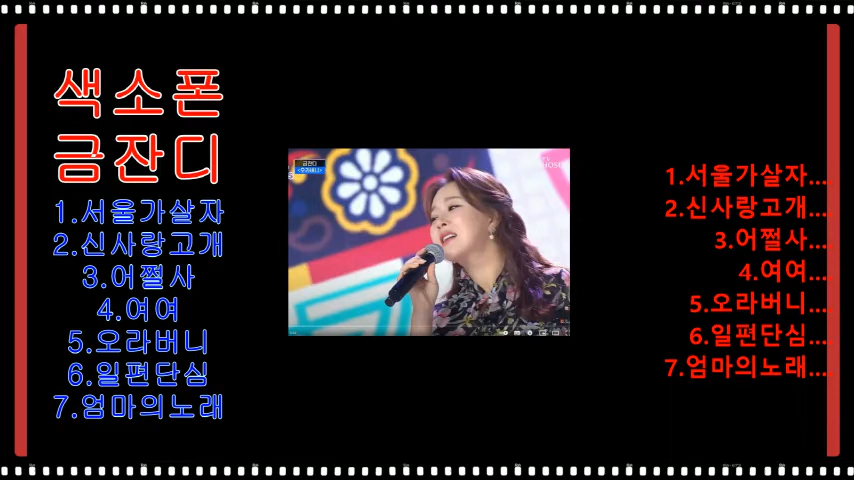 색소폰
금잔디
1.서울가살자
2.신사랑고개
3.어쩔사
4.여여
5.오라버니
6.일편단심
7.엄마의노래
금잔디
<오라버니>
1.서울가살자....
2.신사랑고개....
3.어쩔사....
4.여여....
5.오라버니....
6.일편단심....
7.엄마의노래....